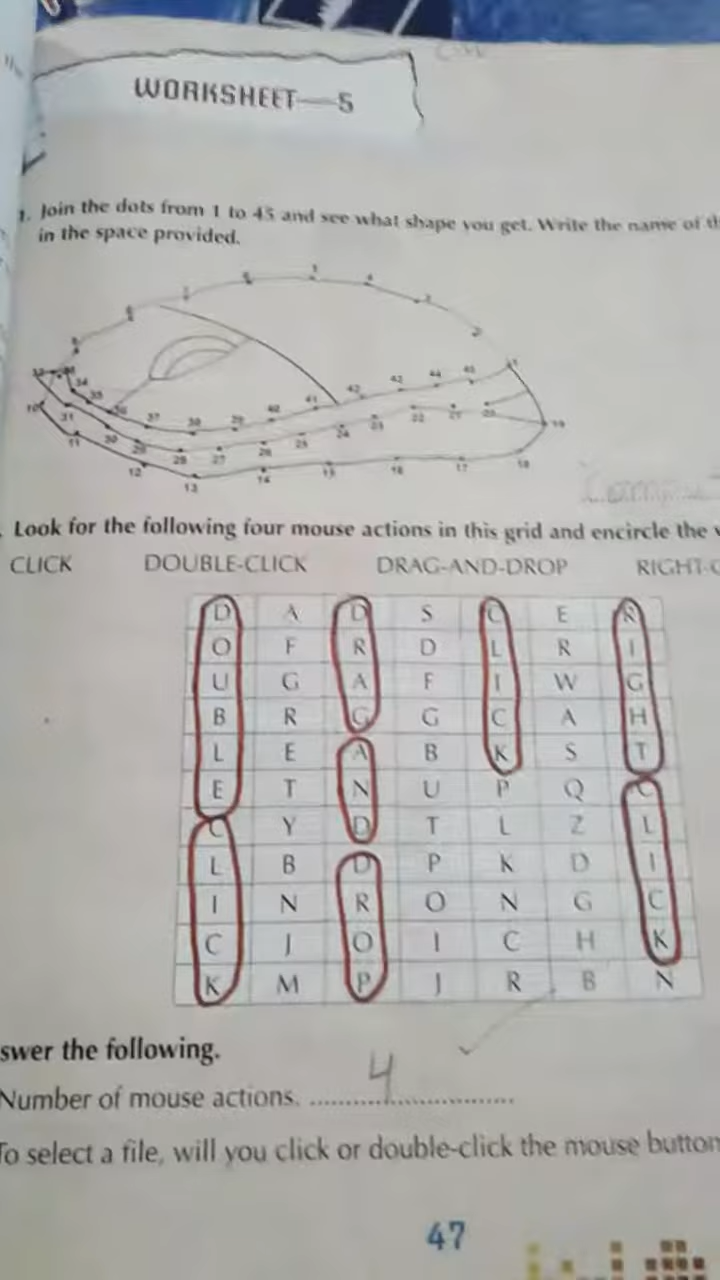 WORKSHEET—5
1. Join the dots from 1 to 45 and see what shape you get. Write the name of
in the space provided.
Look for the following four mouse actions in this grid and encircle the
CLICK DOUBLE-CLICK DRAG-AND-DROP RIGHT-
D A D S C E R
O F R D L R I
U G A F I W G
B R G G C A H
L E A B K S T
E T N U P Q C
C Y D T L Z L
L B D P K D I
I N R O N G C
C J O I C H K
K M P J R B N
swer the following.
Number of mouse actions. 4
To select a file, will you click or double-click the mouse button
47